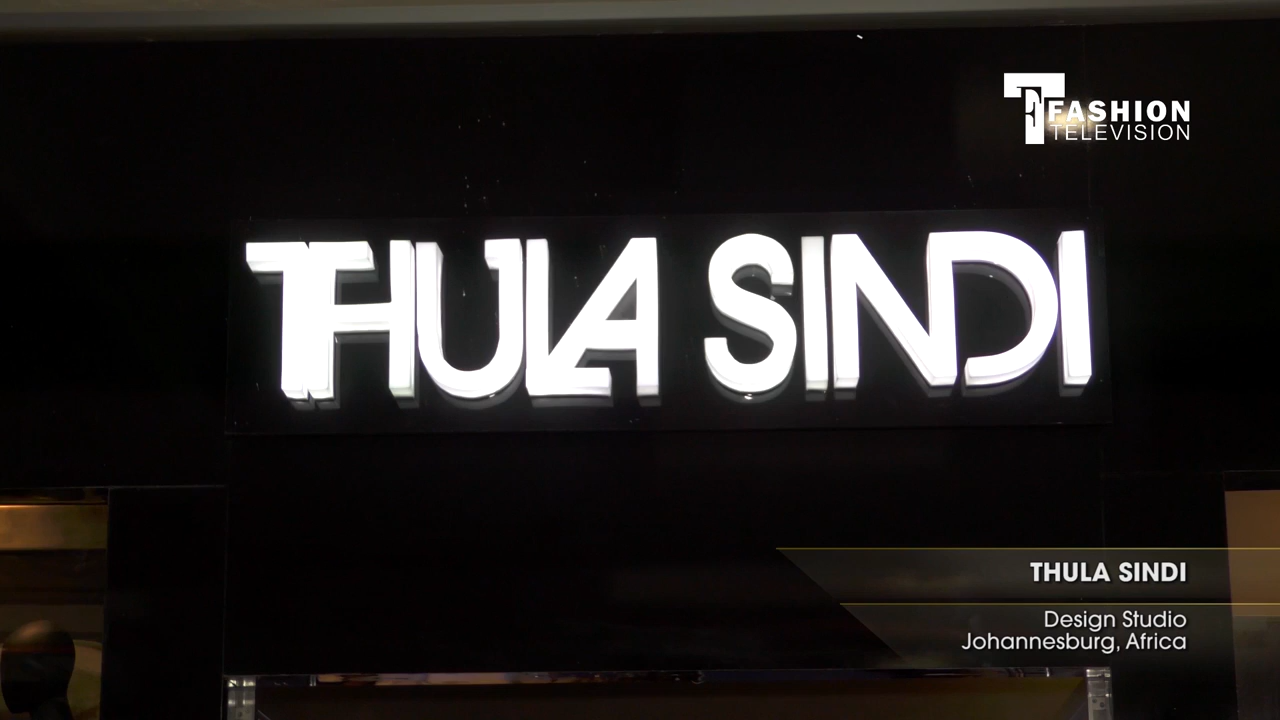 FASHION
TELEVISION
THULA SINDI
THULA SINDI
Design Studio
Johannesburg, Africa